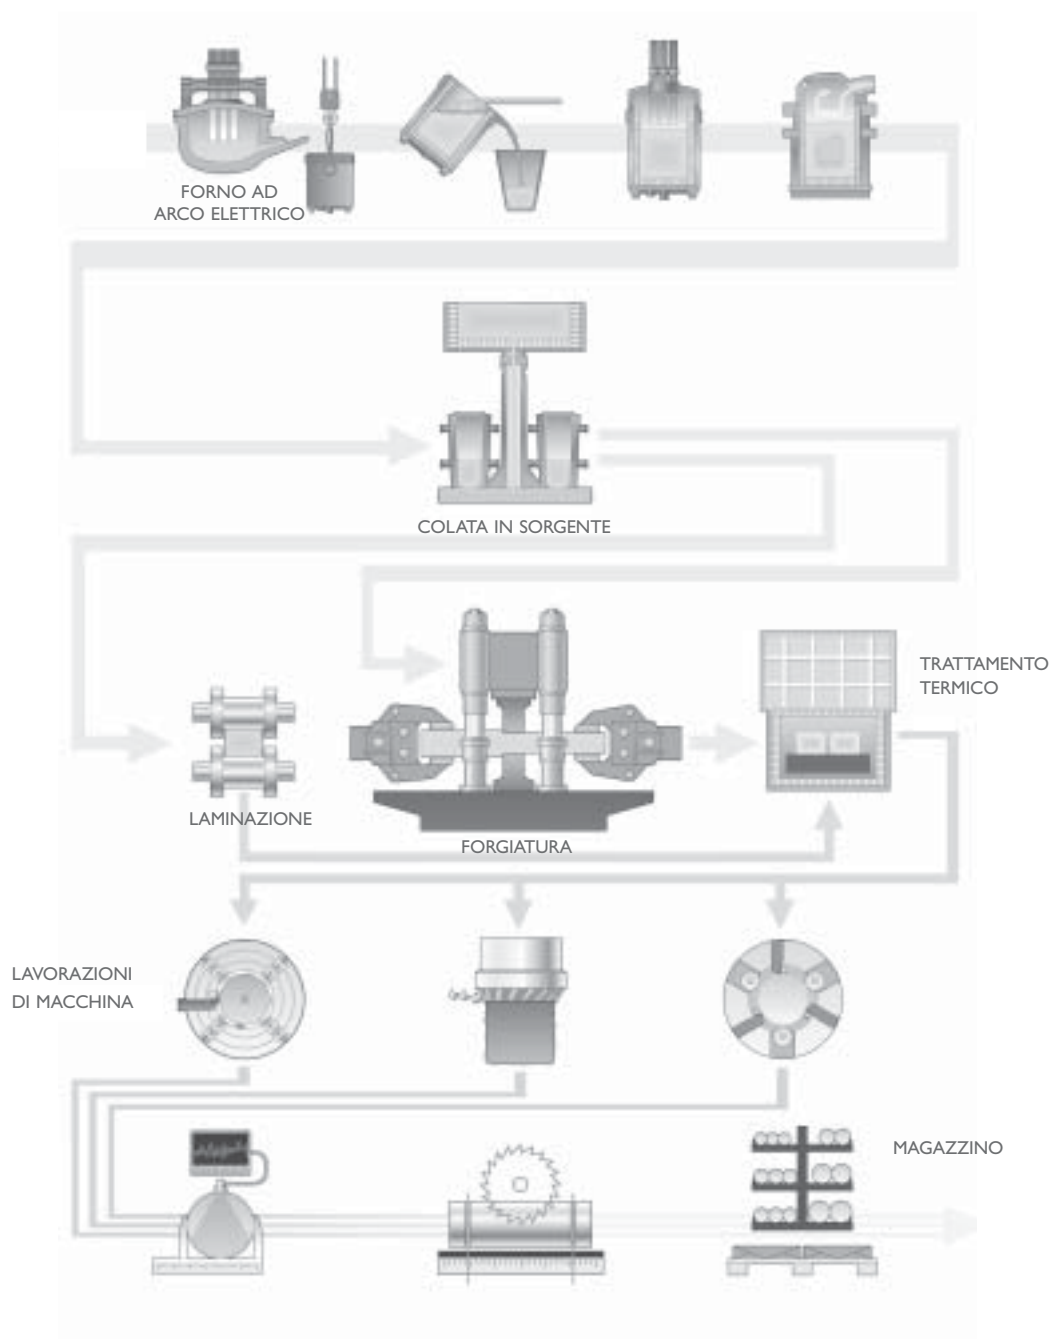 FORNO AD
ARCO ELETTRICO
COLATA IN SORGENTE
TRATTAMENTO
TERMICO
LAMINAZIONE
FORGIATURA
LAVORAZIONI
DI MACCHINA
MAGAZZINO